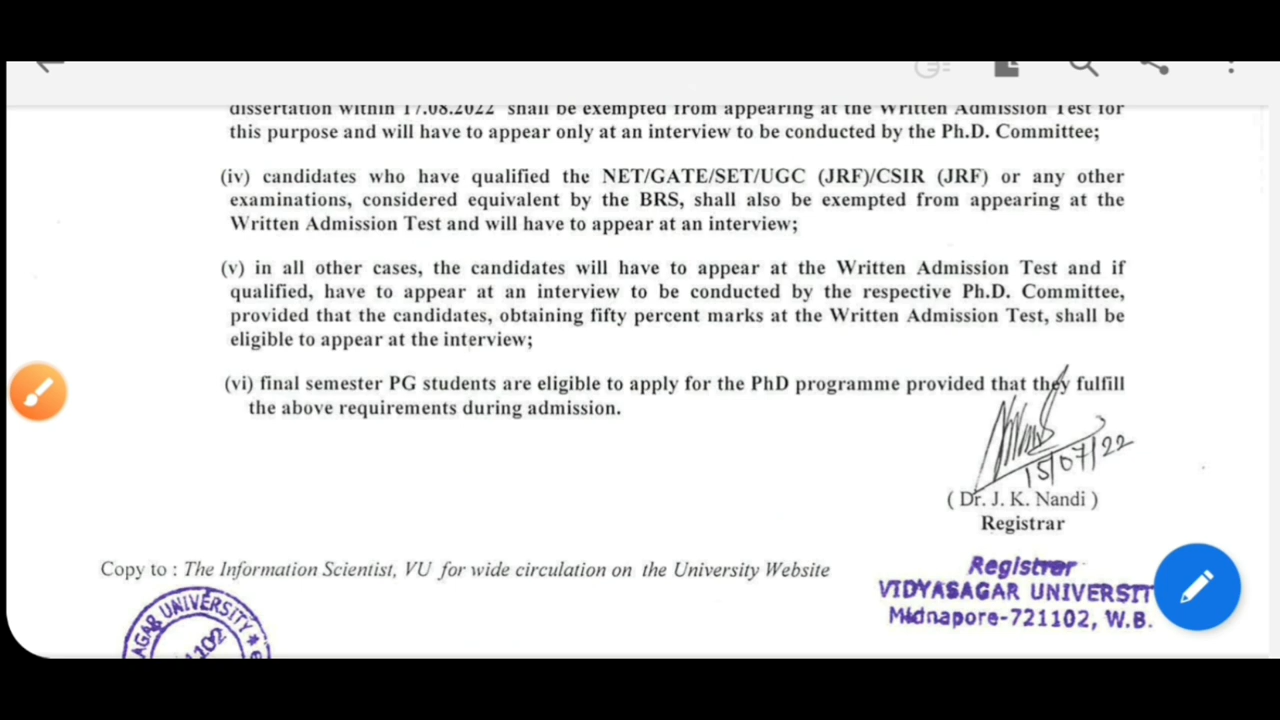 dissertation within 17.08.2022 shall be exempted from appearing at the Written Admission Test for
this purpose and will have to appear only at an interview to be conducted by the Ph.D. Committee;
(iv) candidates who have qualified the NET/GATE/SET/UGC (JRF)/CSIR (JRF) or any other
examinations, considered equivalent by the BRS, shall also be exempted from appearing at the
Written Admission Test and will have to appear at an interview;
(v) in all other cases, the candidates will have to appear at the Written Admission Test and if
qualified, have to appear at an interview to be conducted by the respective Ph.D. Committee,
provided that the candidates, obtaining fifty percent marks at the Written Admission Test, shall be
eligible to appear at the interview;
(vi) final semester PG students are eligible to apply for the PhD programme provided that they fulfill
the above requirements during admission.
15/07/22
( Dr. J. K. Nandi )
Registrar
Copy to : The Information Scientist, VU for wide circulation on the University Website
Registrar
VIDYASAGAR UNIVERSIT
Midnapore-721102, W.B.
AGAR UNIVERSITY *
1102